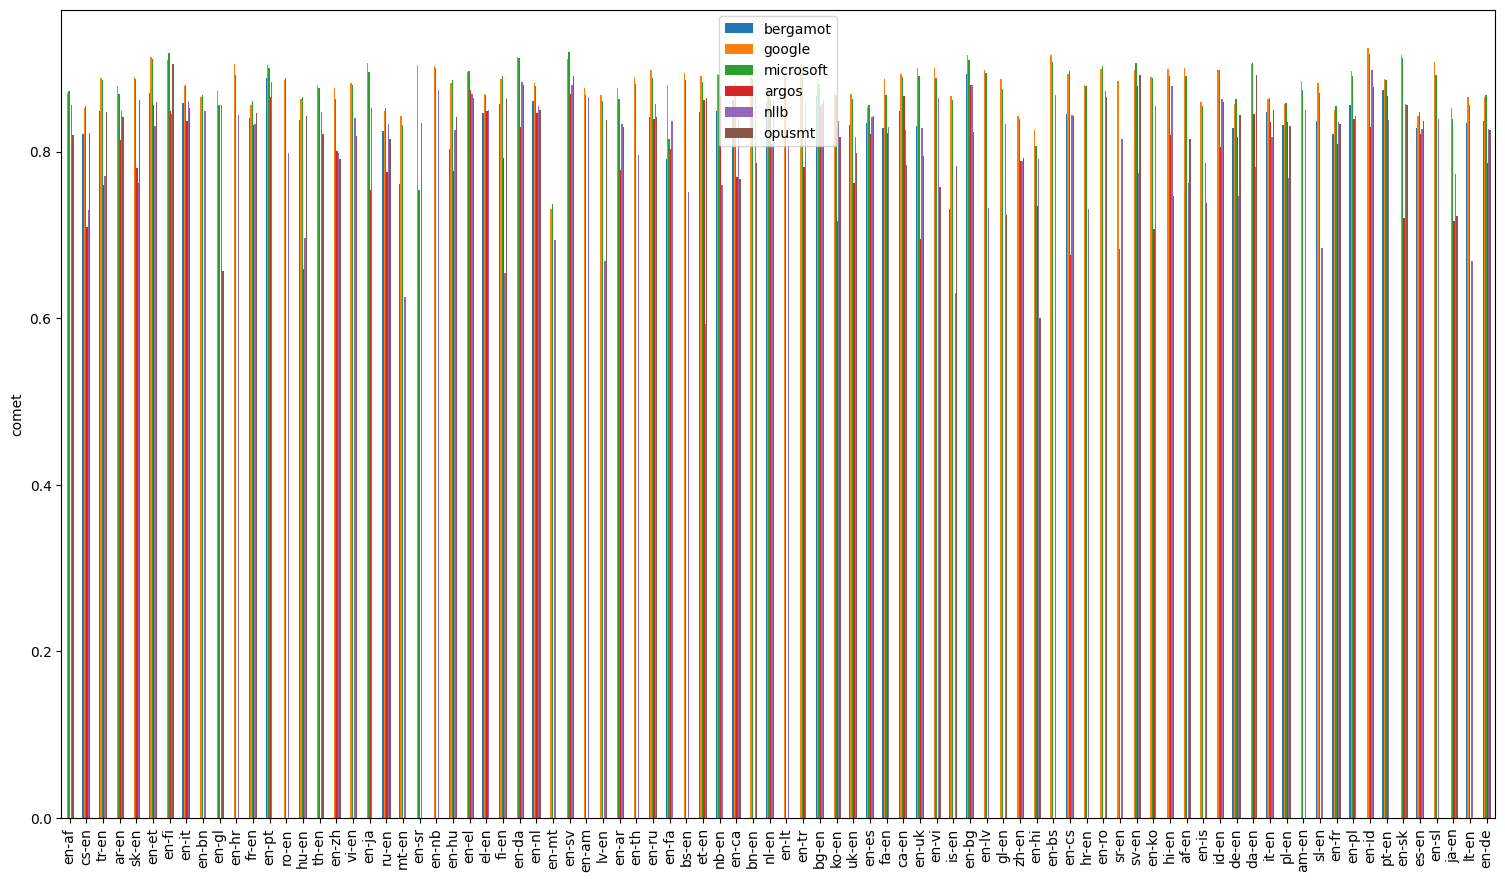 bergamot
google
microsoft
argos
nllb
opusmt
comet
0.8
0.6
0.4
0.2
0.0
en-af
cs-en
tr-en
ar-en
sk-en
en-et
en-fi
en-it
en-bn
en-gl
en-hr
fr-en
en-pt
ro-en
hu-en
th-en
en-zh
vi-en
en-ja
ru-en
mt-en
en-sr
en-nb
en-hu
en-el
el-en
fi-en
en-da
en-nl
en-sv
en-am
lv-en
en-ar
en-mt
en-th
en-ru
en-fa
bs-en
et-en
nb-en
en-ca
bn-en
nl-en
en-lt
en-tr
bg-en
ko-en
uk-en
en-es
fa-en
ca-en
en-uk
en-vi
is-en
en-bg
en-lv
gl-en
zh-en
en-hi
en-bs
en-cs
hr-en
en-ro
sr-en
sv-en
en-ko
hi-en
af-en
en-is
id-en
de-en
da-en
it-en
pl-en
am-en
sl-en
en-fr
en-pl
en-id
pt-en
en-sk
es-en
en-sl
ja-en
lt-en
en-de